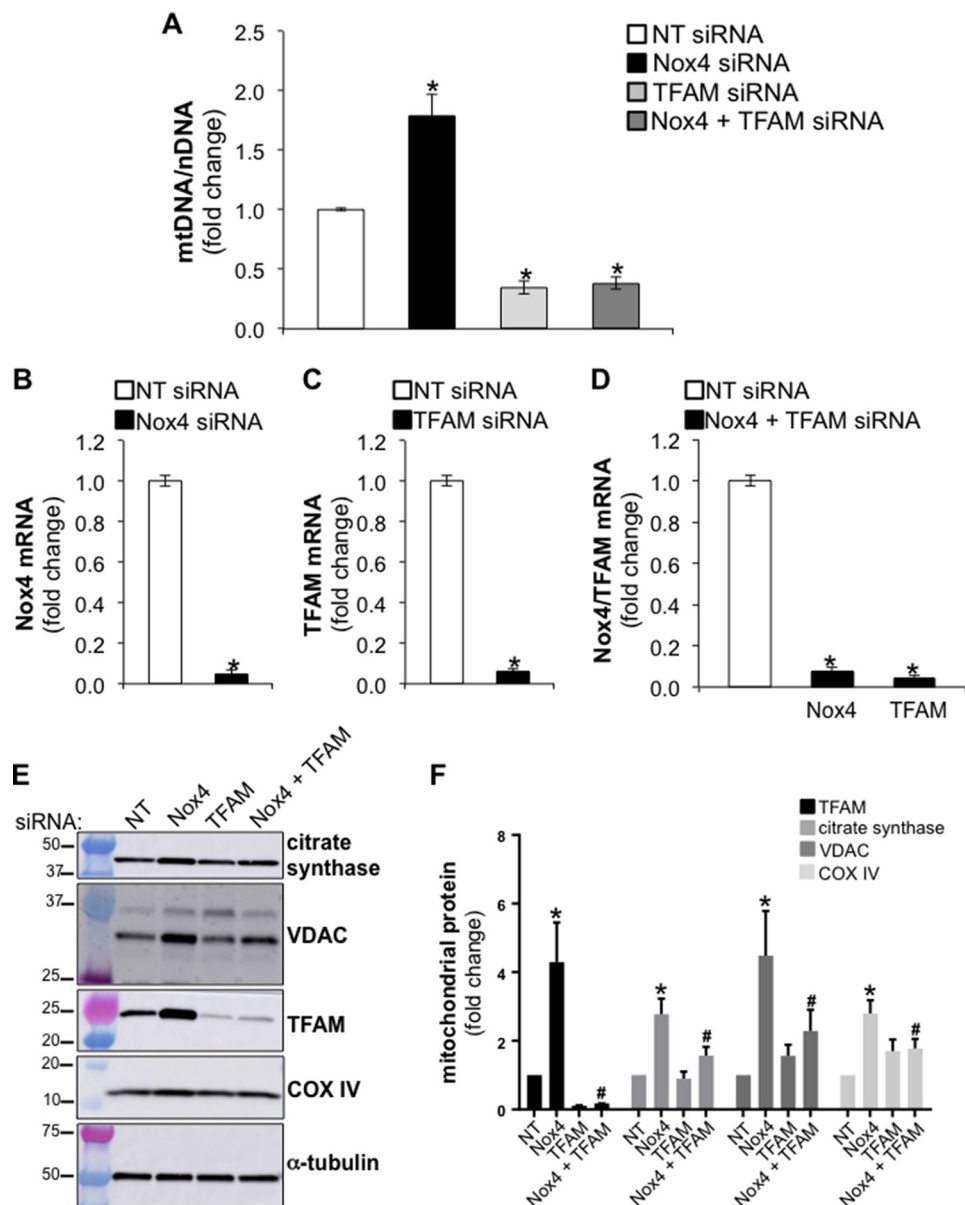 A
2.5
2.0
1.5
1.0
0.5
0.0
mtDNA/nDNA
(fold change)
*
*
*
NT siRNA
Nox4 siRNA
TFAM siRNA
Nox4 + TFAM siRNA
B
NT siRNA
Nox4 siRNA
1.2
1.0
0.8
0.6
0.4
0.2
0.0
Nox4 mRNA
(fold change)
*
C
NT siRNA
TFAM siRNA
1.2
1.0
0.8
0.6
0.4
0.2
0.0
TFAM mRNA
(fold change)
*
D
NT siRNA
Nox4 + TFAM siRNA
1.2
1.0
0.8
0.6
0.4
0.2
0.0
Nox4/TFAM mRNA
(fold change)
*
*
Nox4 TFAM
E
siRNA: NT Nox4 TFAM Nox4 + TFAM
50
37
citrate
synthase
37
25
VDAC
25
20
TFAM
20
10
COX IV
75
50
α-tubulin
F
TFAM
citrate synthase
VDAC
COX IV
8
6
4
2
0
mitochondrial protein
(fold change)
*
#
*
#
*
#
*
#
NT Nox4 TFAM Nox4 + TFAM
NT Nox4 TFAM Nox4 + TFAM
NT Nox4 TFAM Nox4 + TFAM
NT Nox4 TFAM Nox4 + TFAM